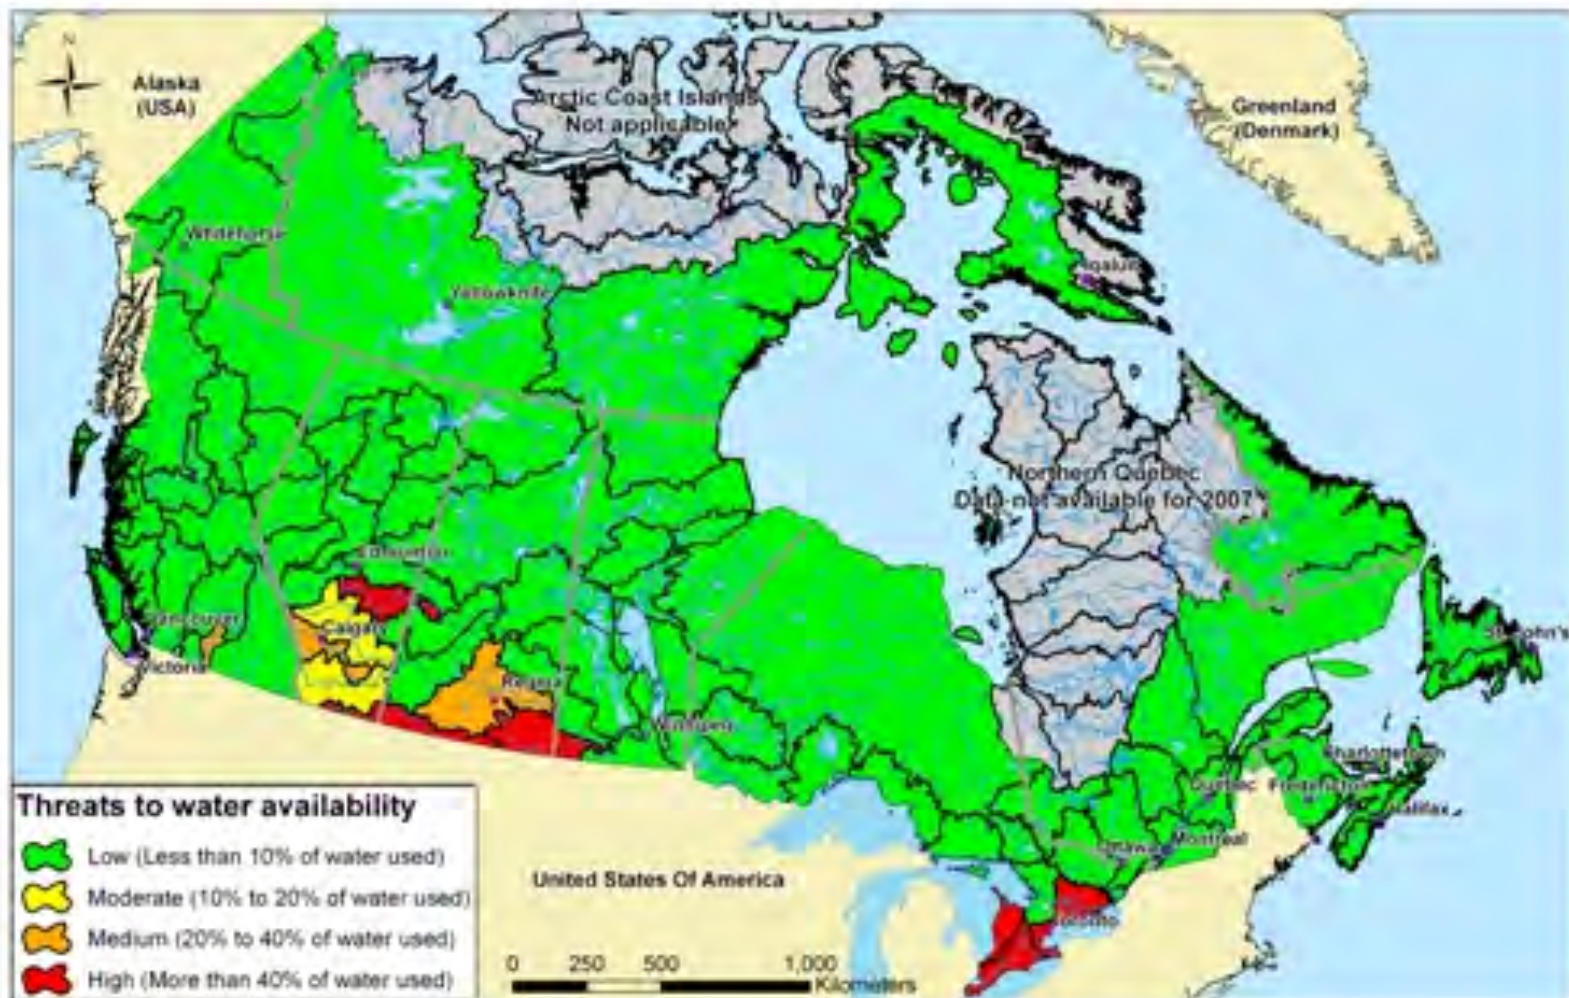 N
Alaska
(USA)
Arctic Coast Islands
Not applicable
Greenland
(Denmark)
Whitehorse
Iqaluit
Yellowknife
Northern Quebec
Data not available for 2007
Edmonton
Vancouver
Calgary
Victoria
Regina
Winnipeg
St. John's
Charlottetown
Quebec
Fredericton
Halifax
Montreal
Ottawa
Toronto
United States Of America
Threats to water availability
Low (Less than 10% of water used)
Moderate (10% to 20% of water used)
Medium (20% to 40% of water used)
High (More than 40% of water used)
0 250 500 1,000
Kilometers